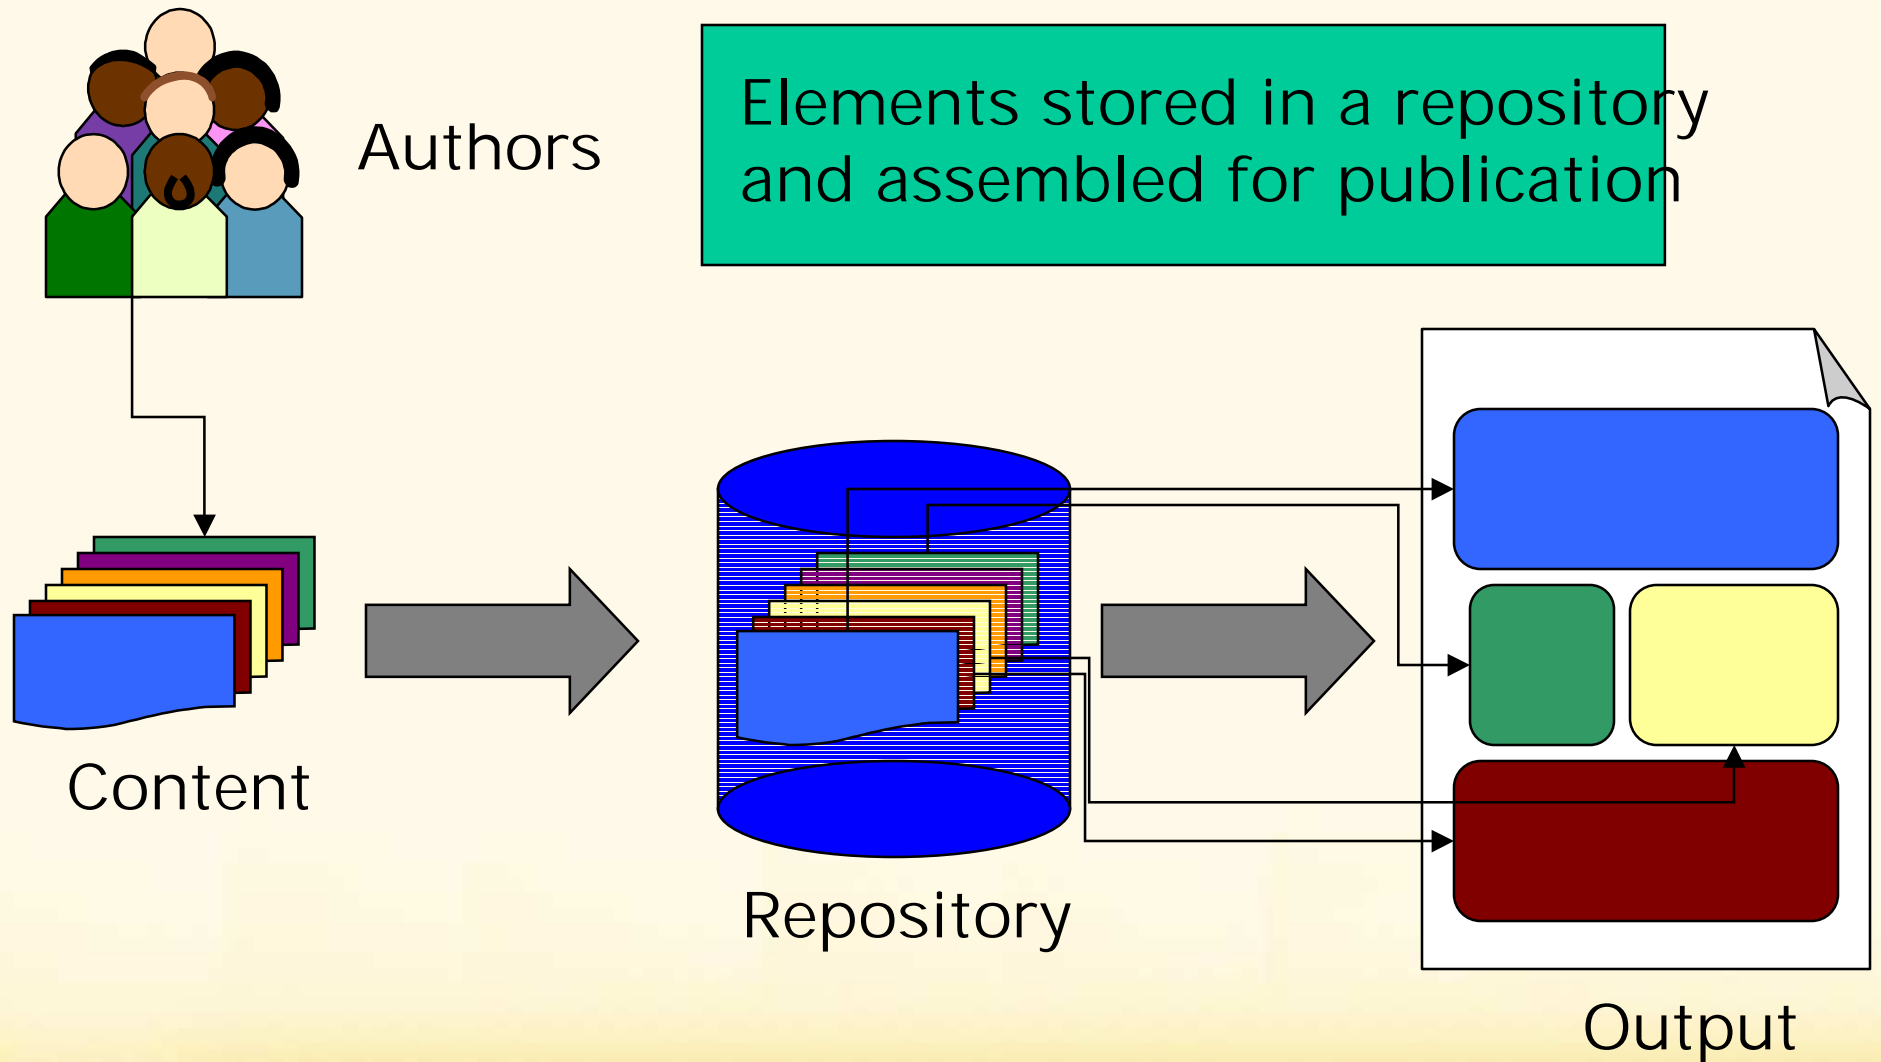 Authors
Elements stored in a repository
and assembled for publication
Content
Repository
Output